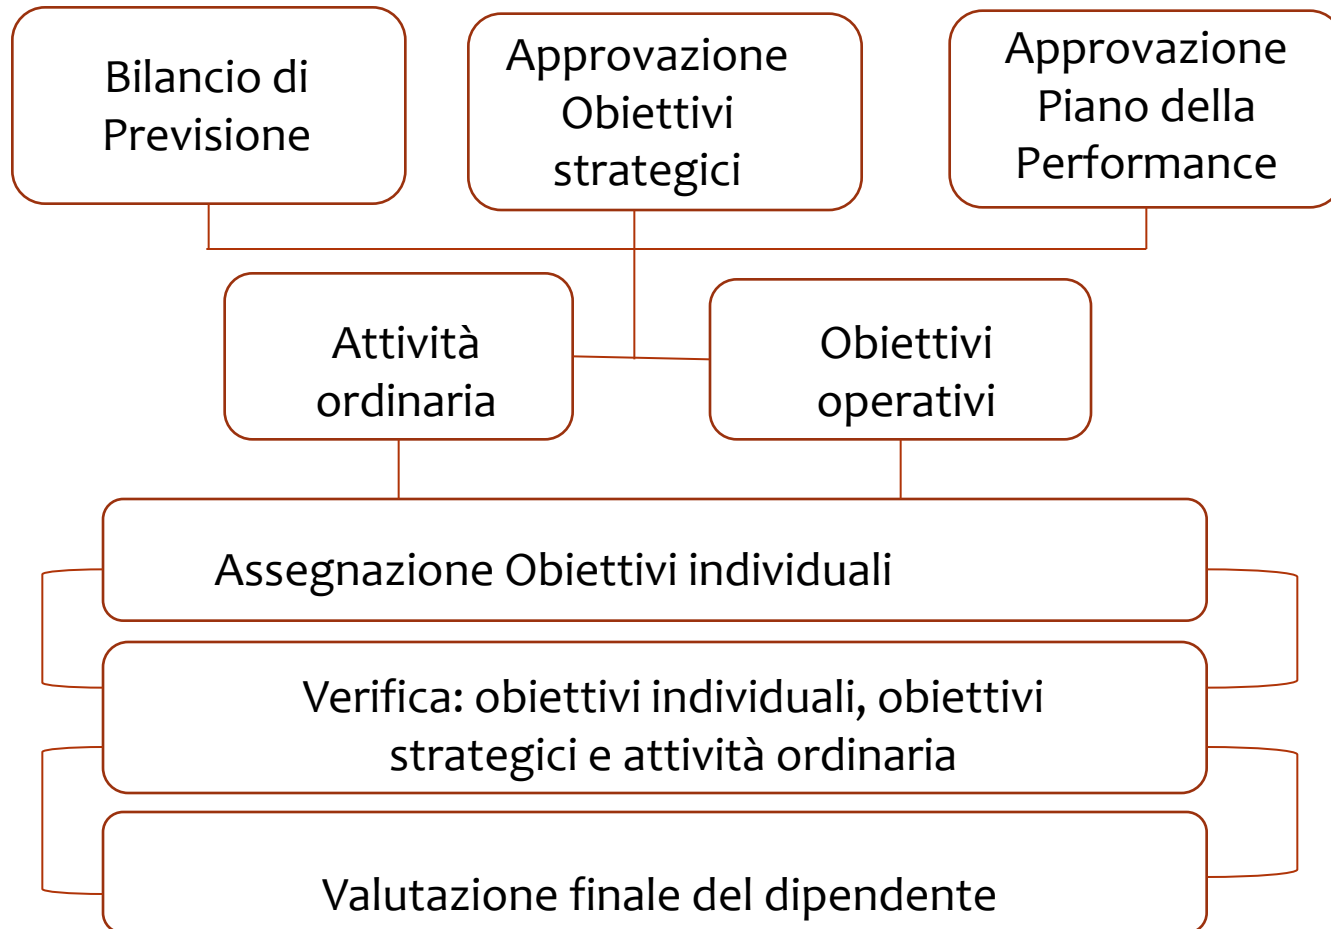 Bilancio di
Previsione
Approvazione
Obiettivi
strategici
Approvazione
Piano della
Performance
Attività
ordinaria
Obiettivi
operativi
Assegnazione Obiettivi individuali
Verifica: obiettivi individuali, obiettivi
strategici e attività ordinaria
Valutazione finale del dipendente